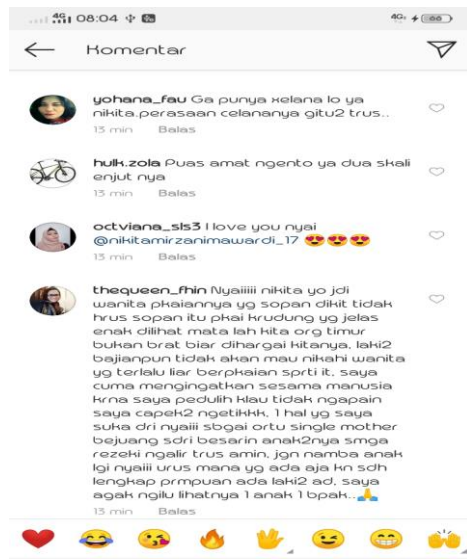 4G 08:04 4G
Komentar
yohana_fau Ga punya xelana lo ya
nikita.perasaan celananya gitu2 trus..
13 min Balas
hulk.zola Puas amat ngento ya dua skali
enjut nya
13 min Balas
octviana_sls3 I love you nyai
@nikitamirzanimawardi_17 😍😍😍
13 min Balas
thequeen_fhin Nyaiiiii nikita yo jdi
wanita pkaiannya yg sopan dikit tidak
hrus sopan itu pkai krudung yg jelas
enak dilihat mata lah kita org timur
bukan brat biar dihargai kitanya, laki2
bajianpun tidak akan mau nikahi wanita
yg terlalu liar berpkaian sprti it, saya
cuma mengingatkan sesama manusia
krna saya pedulih klau tidak ngapain
saya capek2 ngetikkk, 1 hal yg saya
suka dri nyaiii sbgai ortu single mother
bejuang sdri besarin anak2nya smga
rezeki ngalir trus amin, jgn namba anak
lgi nyaiii urus mana yg ada aja kn sdh
lengkap prmpuan ada laki2 ad, saya
agak ngilu lihatnya 1 anak 1 bpak..🙏
13 min Balas